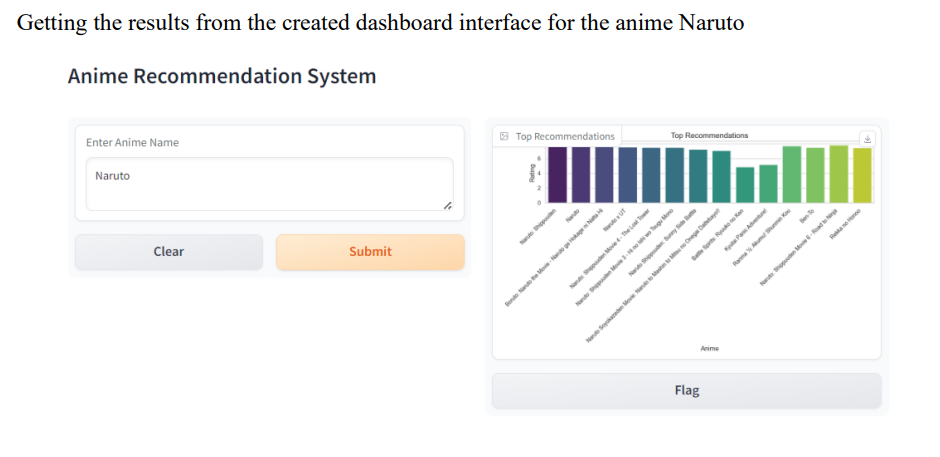 Getting the results from the created dashboard interface for the anime Naruto
Anime Recommendation System
Enter Anime Name
Naruto
Clear
Submit
Top Recommendations
Top Recommendations
Rating
6
4
2
0
Naruto: Shippuuden
Naruto
Boruto: Naruto the Movie - Naruto ga Hokage ni Natta Hi
Naruto x UT
Naruto: Shippuuden Movie 4 - The Lost Tower
Naruto: Shippuuden Movie 3 - Hi no Ishi wo Tsugu Mono
Naruto Shippuuden: Sunny Side Battle
Naruto Soyokazeden Movie: Naruto to Mashin to Mitsu no Onegai Dattebayo!!
Battle Spirits: Ryuuko no Ken
Kyutai Panic Adventure!
Ranma ½: Akumu! Shunmin Kou
Naruto: Shippuuden Movie 6 - Road to Ninja
Rekka no Honoo
Anime
Flag